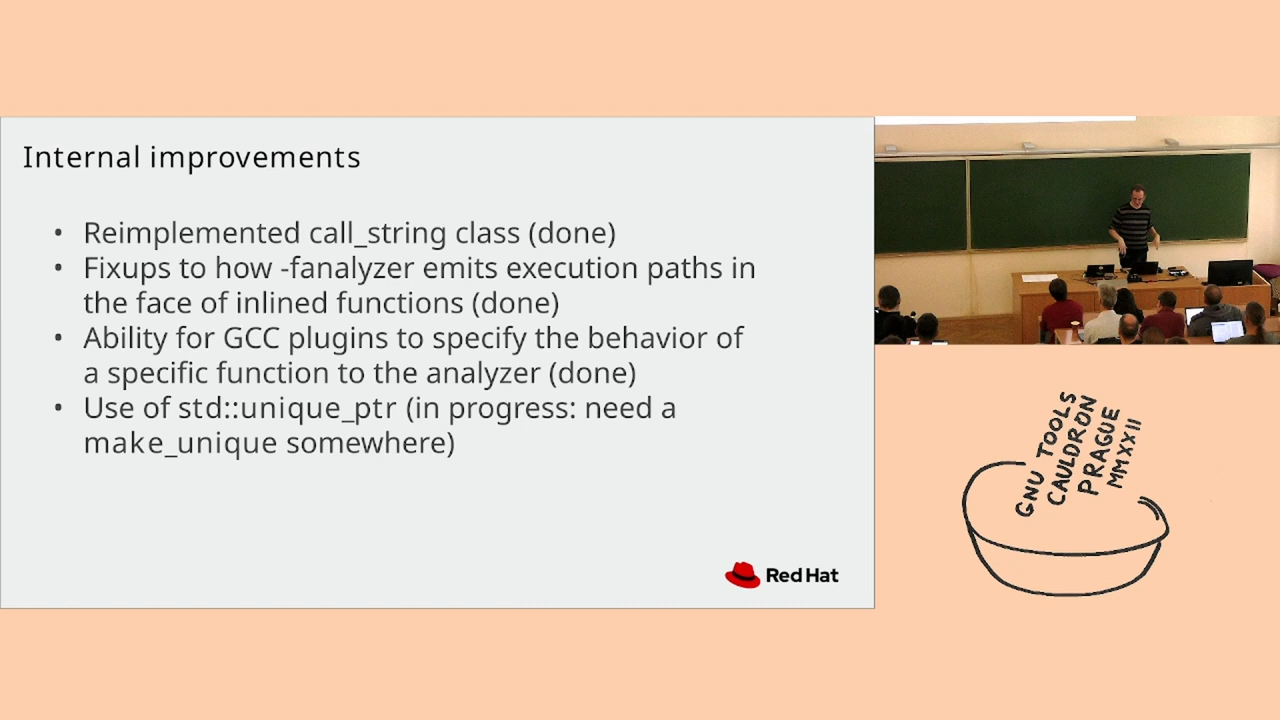 Internal improvements
• Reimplemented call_string class (done)
• Fixups to how -fanalyzer emits execution paths in
the face of inlined functions (done)
• Ability for GCC plugins to specify the behavior of
a specific function to the analyzer (done)
• Use of std::unique_ptr (in progress: need a
make_unique somewhere)
Red Hat
GNU TOOLS
CAULDRON
PRAGUE
MMXXII